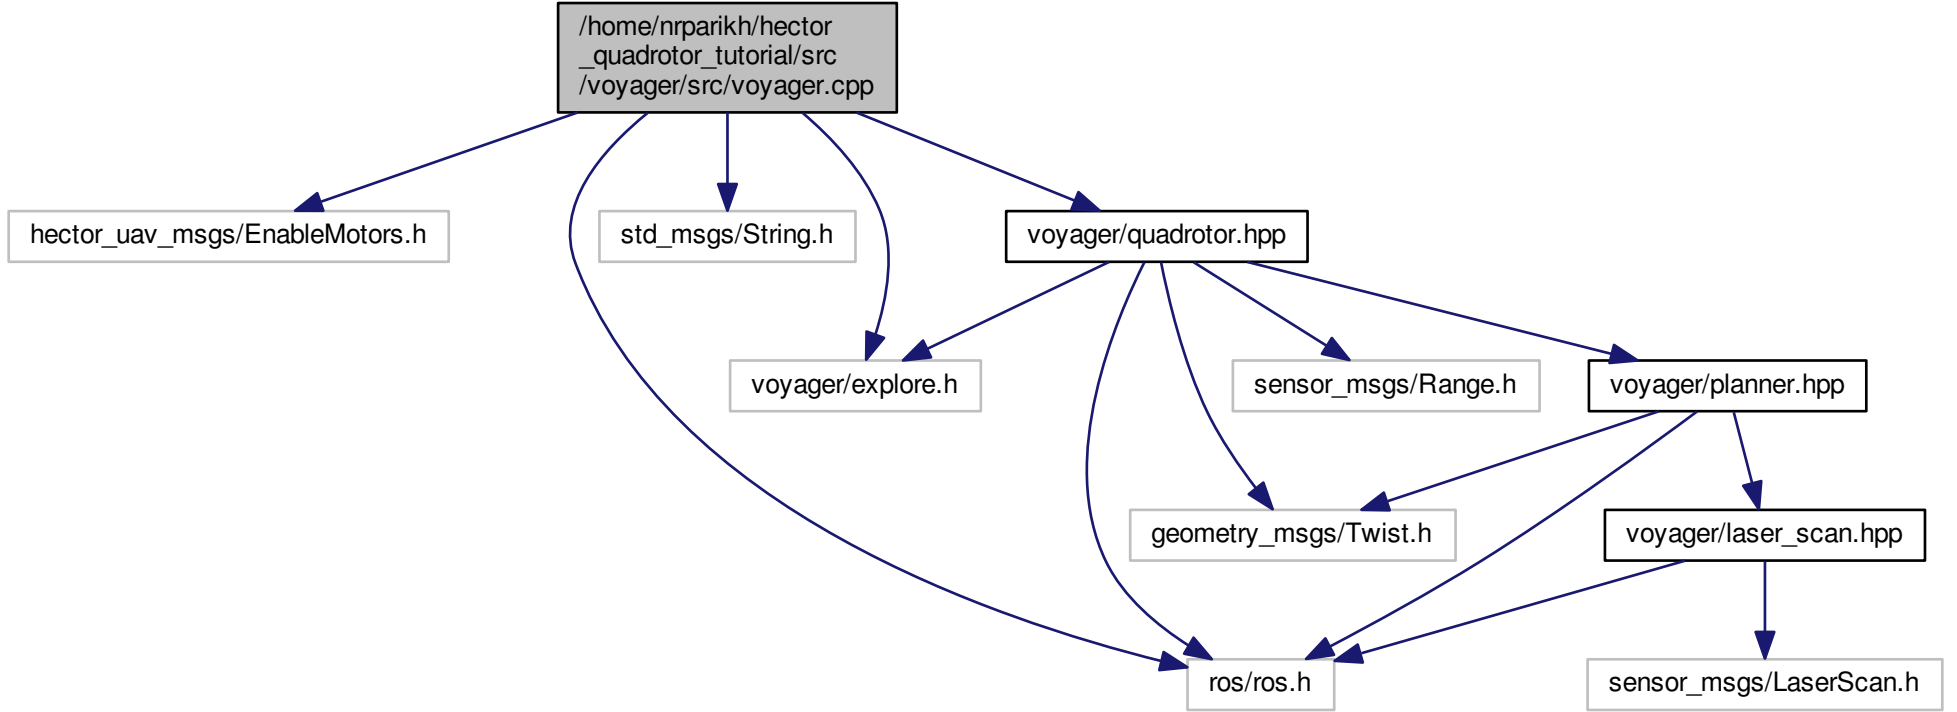 /home/nrparikh/hector
_quadrotor_tutorial/src
/voyager/src/voyager.cpp
hector_uav_msgs/EnableMotors.h
std_msgs/String.h
voyager/quadrotor.hpp
voyager/explore.h
sensor_msgs/Range.h
voyager/planner.hpp
geometry_msgs/Twist.h
voyager/laser_scan.hpp
ros/ros.h
sensor_msgs/LaserScan.h